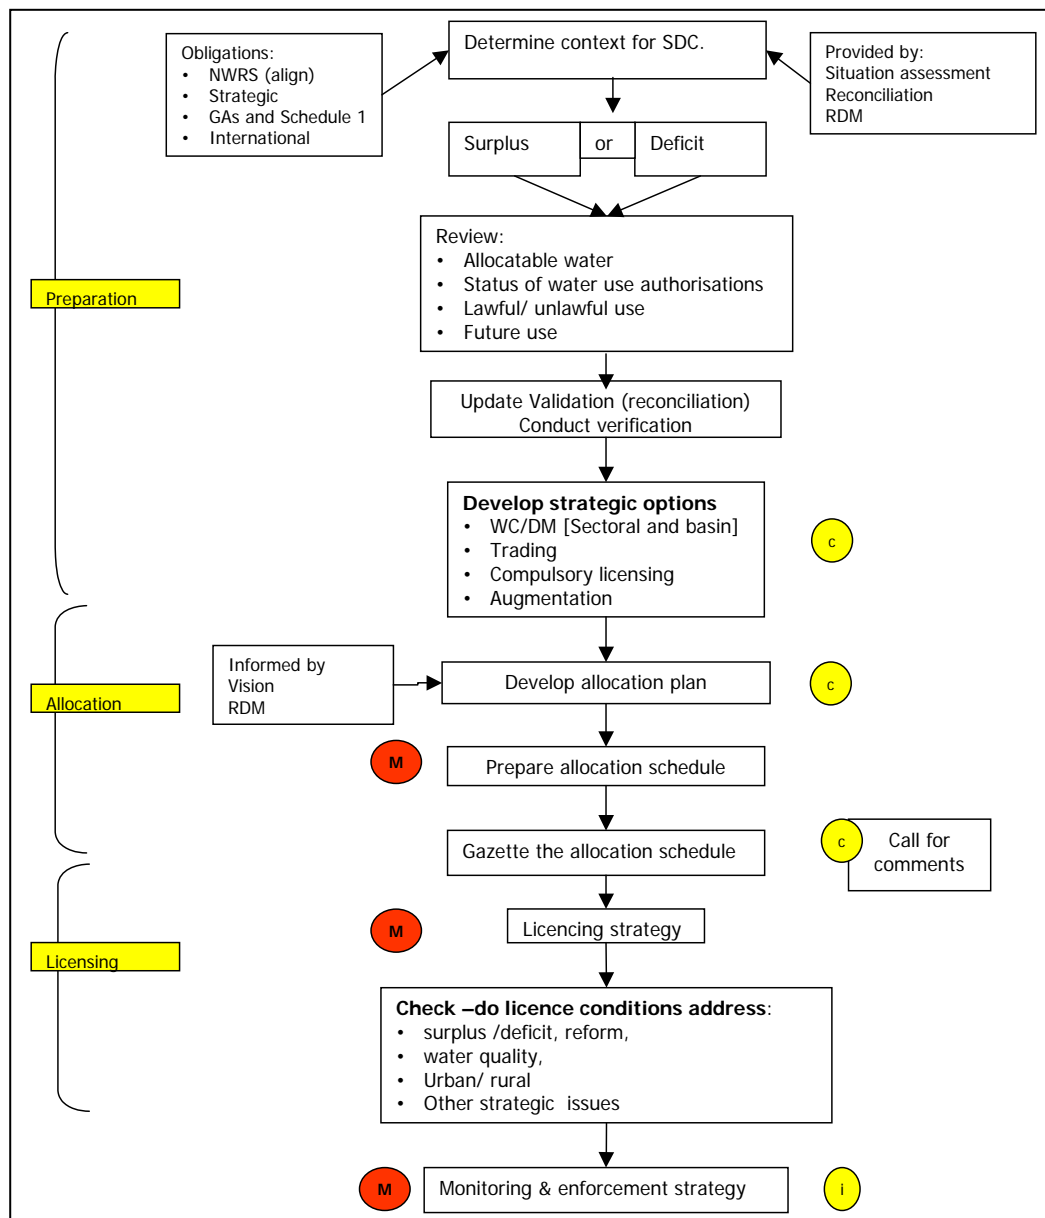 Determine context for SDC.
Obligations:
• NWRS (align)
• Strategic
• GAs and Schedule 1
• International
Provided by:
Situation assessment
Reconciliation
RDM
Surplus
or
Deficit
Review:
• Allocatable water
• Status of water use authorisations
• Lawful/ unlawful use
• Future use
Preparation
Update Validation (reconciliation)
Conduct verification
Develop strategic options
• WC/DM [Sectoral and basin]
• Trading
• Compulsory licensing
• Augmentation
c
Informed by
Vision
RDM
Develop allocation plan
c
Allocation
M
Prepare allocation schedule
Gazette the allocation schedule
c
Call for
comments
M
Licencing strategy
Licensing
Check –do licence conditions address:
• surplus /deficit, reform,
• water quality,
• Urban/ rural
• Other strategic issues
M
Monitoring & enforcement strategy
i